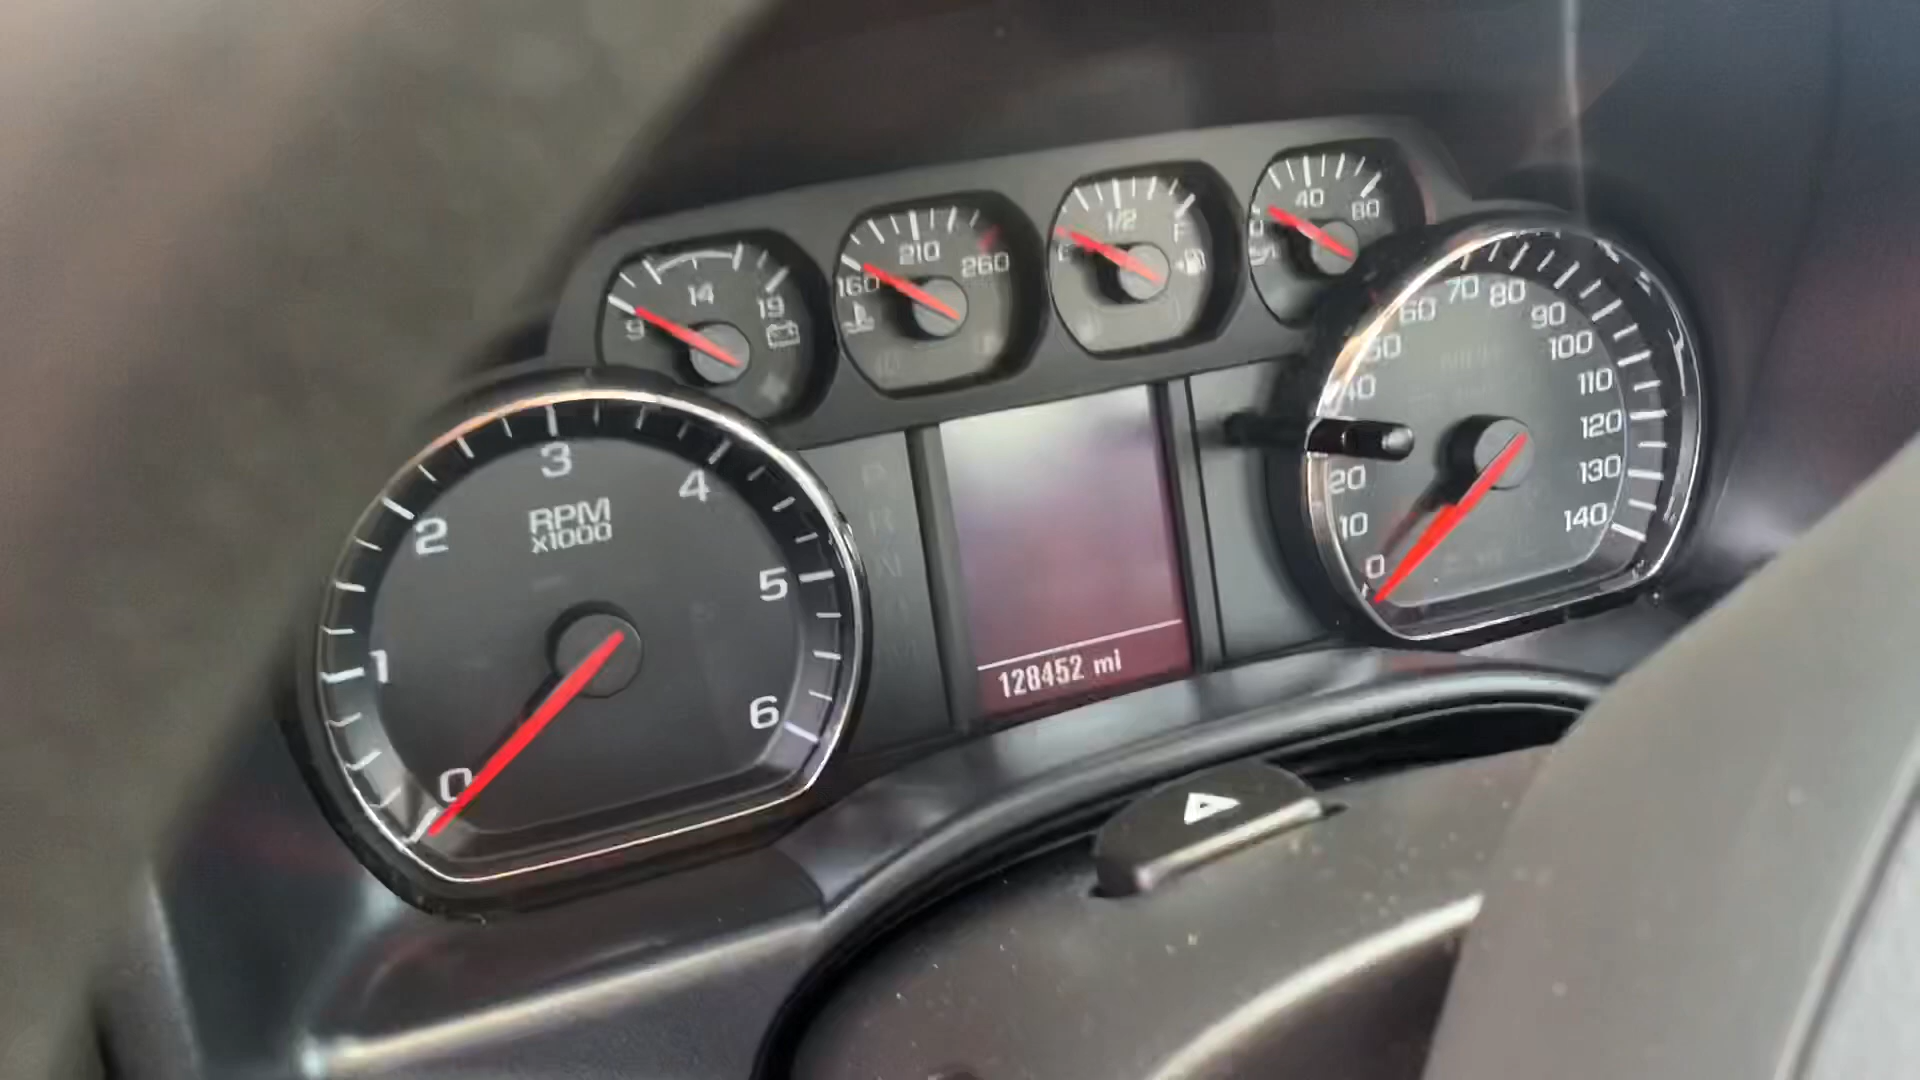 9 14 19
160 210 260
E 1/2 F
0 40 80
0 1 2 3 4 5 6
RPM
x1000
P
R
N
M
128452 mi
0 10 20 40 50 60 70 80 90 100 110 120 130 140